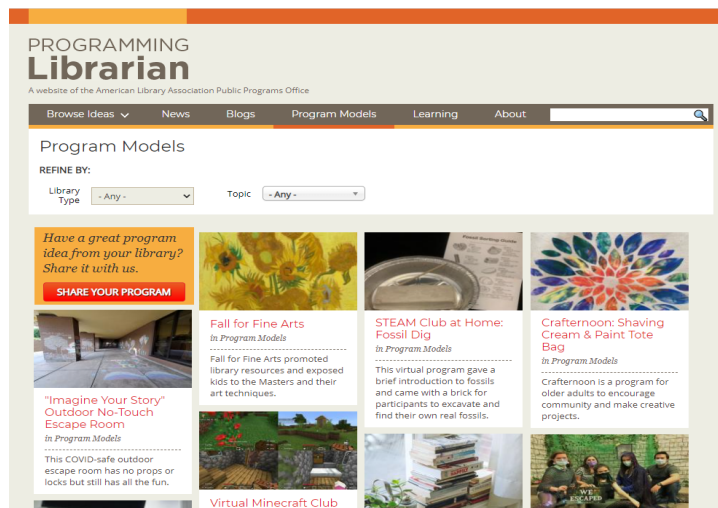 PROGRAMMING
Librarian
A website of the American Library Association Public Programs Office
Browse Ideas
News
Blogs
Program Models
Learning
About
Program Models
REFINE BY:
Library
Type
- Any -
Topic
- Any -
Have a great program
idea from your library?
Share it with us.
SHARE YOUR PROGRAM
"Imagine Your Story"
Outdoor No-Touch
Escape Room
in Program Models
This COVID-safe outdoor
escape room has no props or
locks but still has all the fun.
Fall for Fine Arts
in Program Models
Fall for Fine Arts promoted
library resources and exposed
kids to the Masters and their
art techniques.
Virtual Minecraft Club
Fossil Sorting Guide
STEAM Club at Home:
Fossil Dig
in Program Models
This virtual program gave a
brief introduction to fossils
and came with a brick for
participants to excavate and
find their own real fossils.
Crafternoon: Shaving
Cream & Paint Tote
Bag
in Program Models
Crafternoon is a program for
older adults to encourage
community and make creative
projects.
WE
ESCAPED